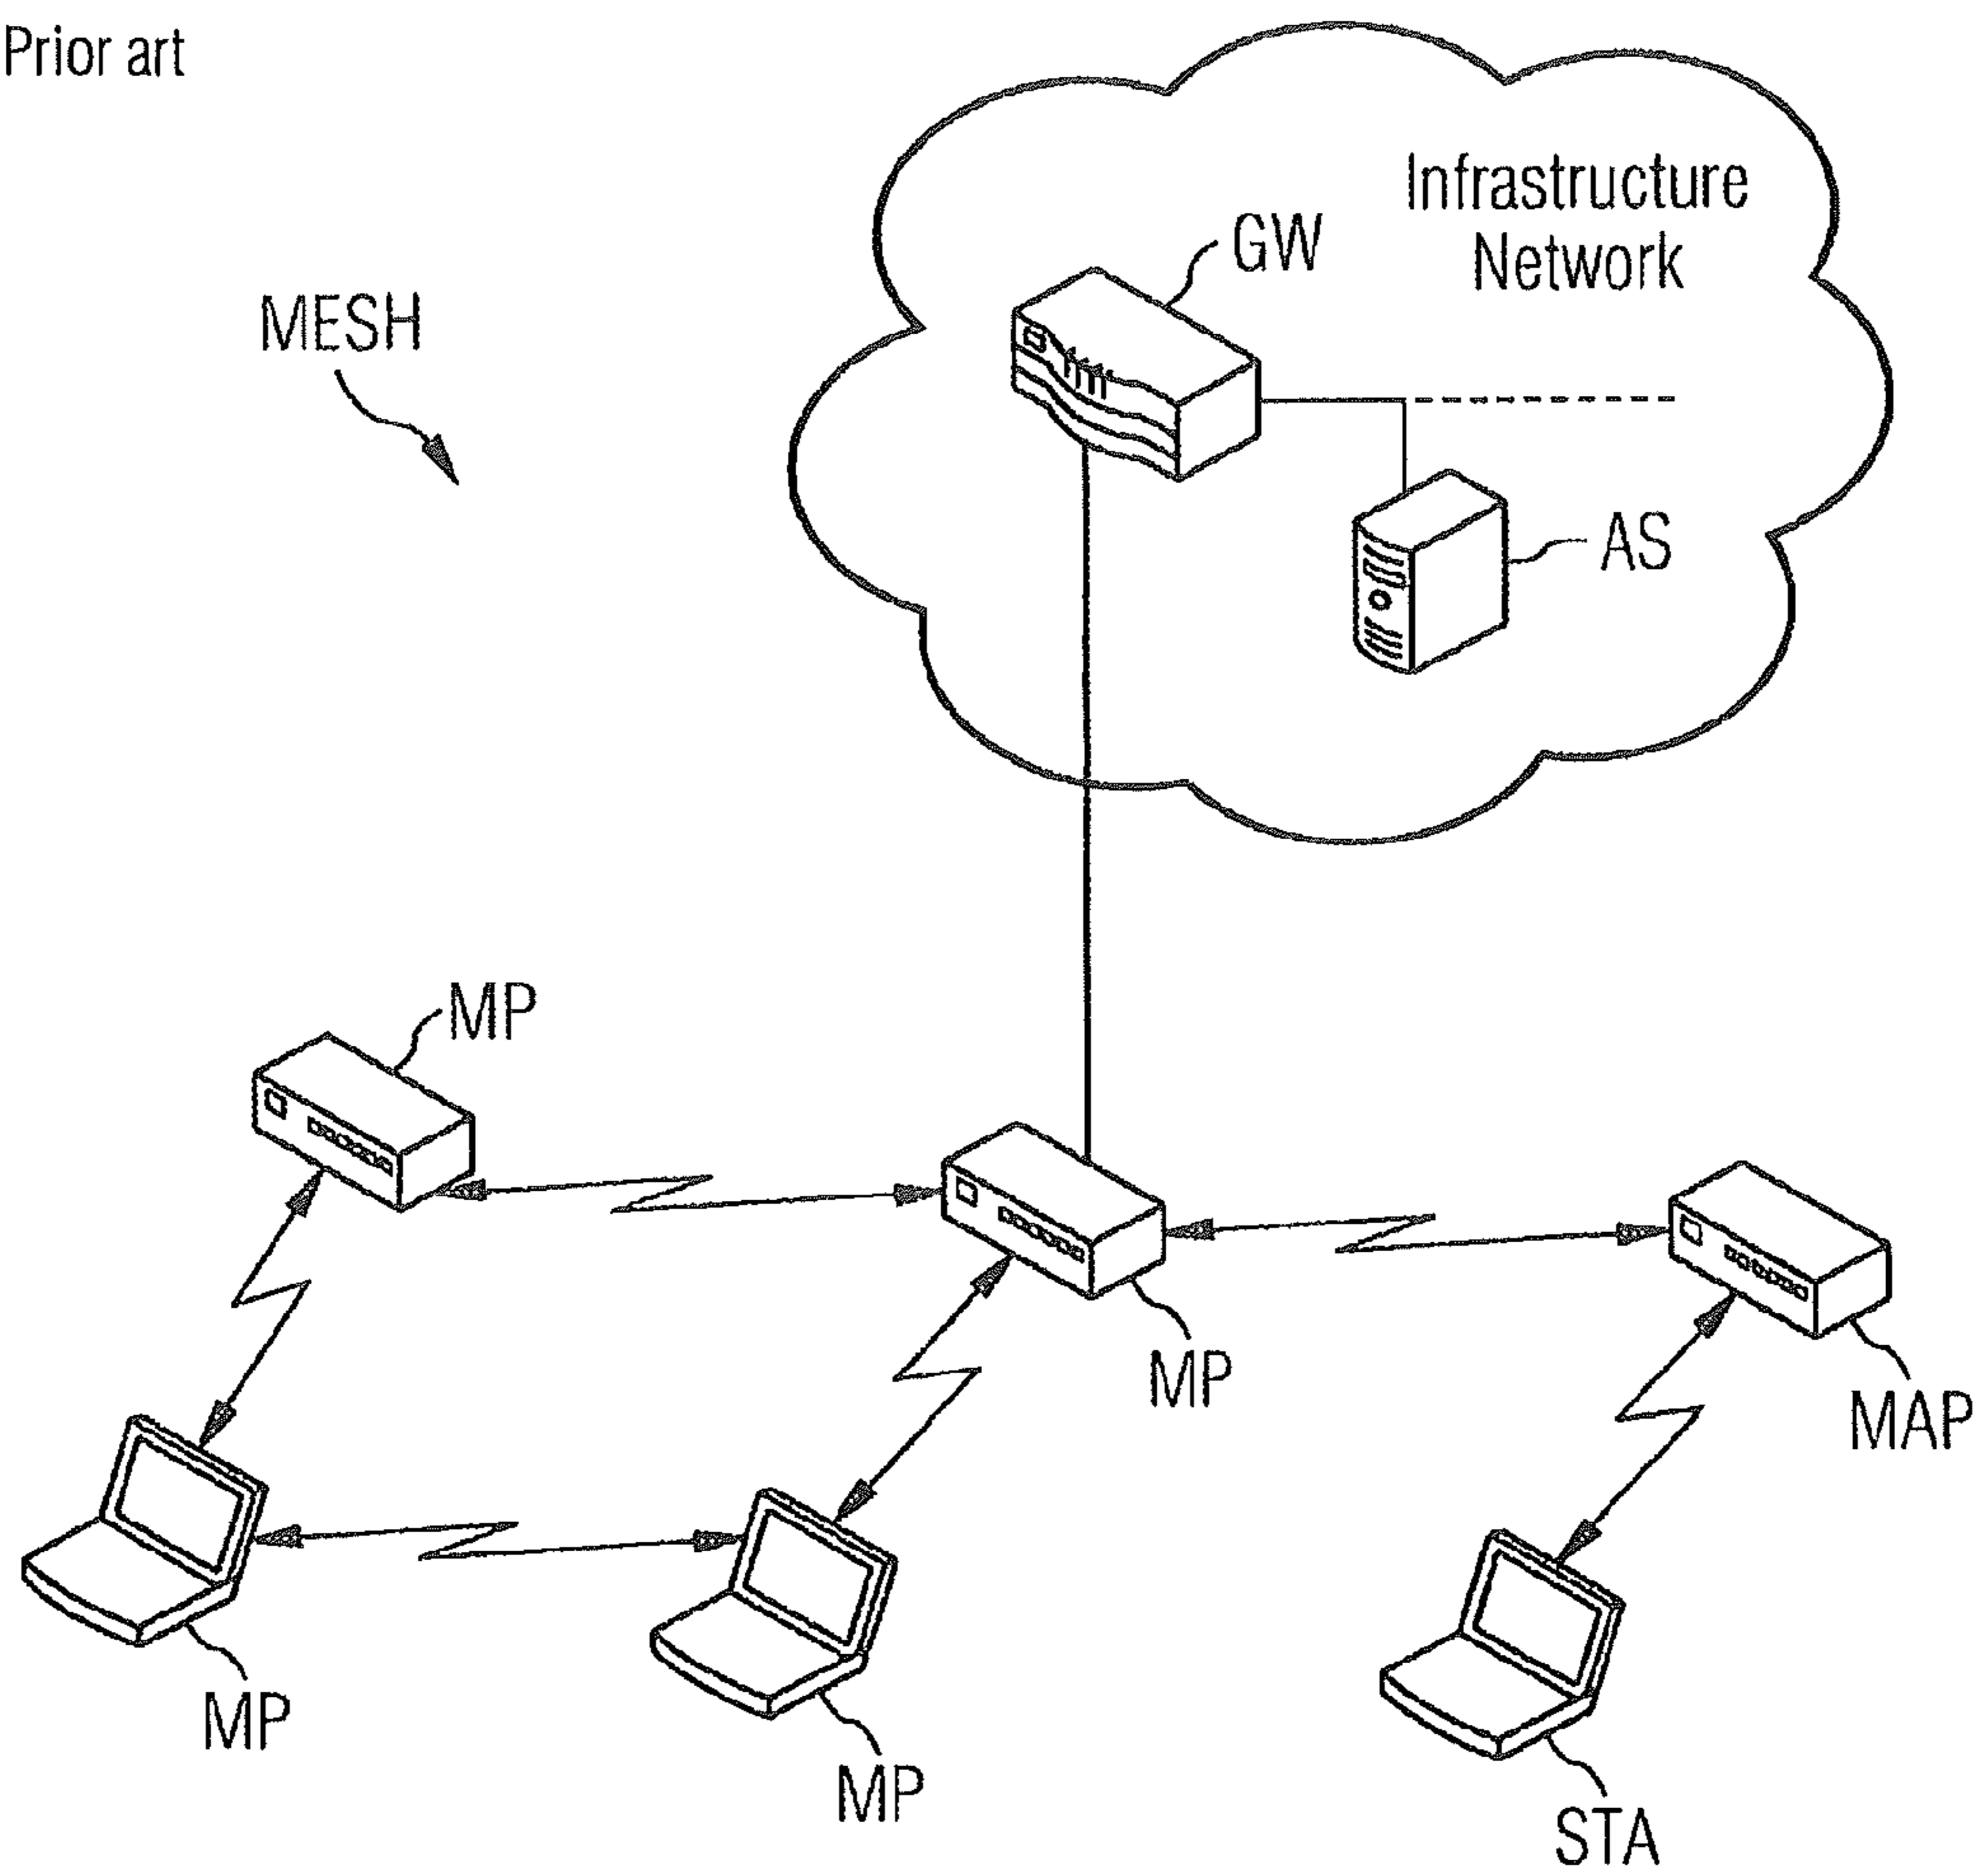 Prior art
Infrastructure
Network
GW
MESH
AS
MP
MP
MAP
MP
MP
STA